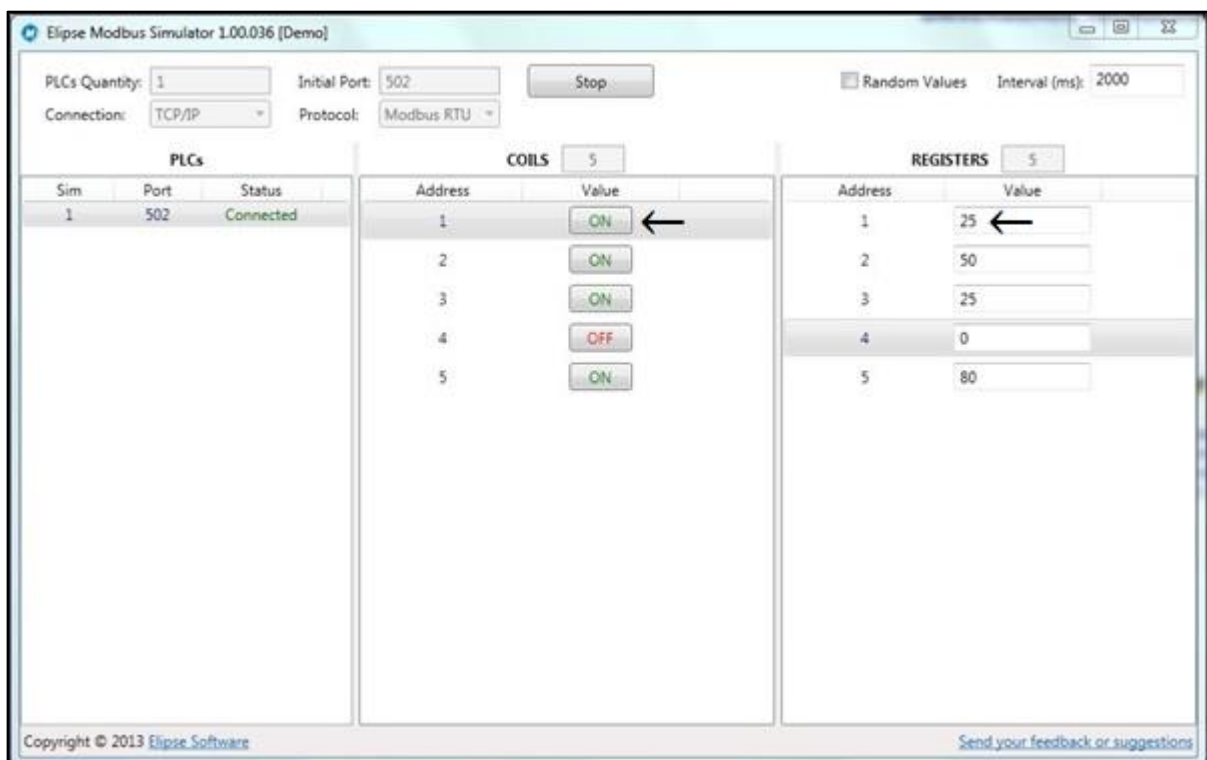 Elipse Modbus Simulator 1.00.036 [Demo]
PLCs Quantity: 1 Initial Port: 502 Stop Random Values Interval (ms): 2000
Connection: TCP/IP Protocol: Modbus RTU
PLCs COILS 5 REGISTERS 5
Sim Port Status Address Value Address Value
1 502 Connected 1 ON 1 25
2 ON 2 50
3 ON 3 25
4 OFF 4 0
5 ON 5 80
Copyright © 2013 Elipse Software Send your feedback or suggestions